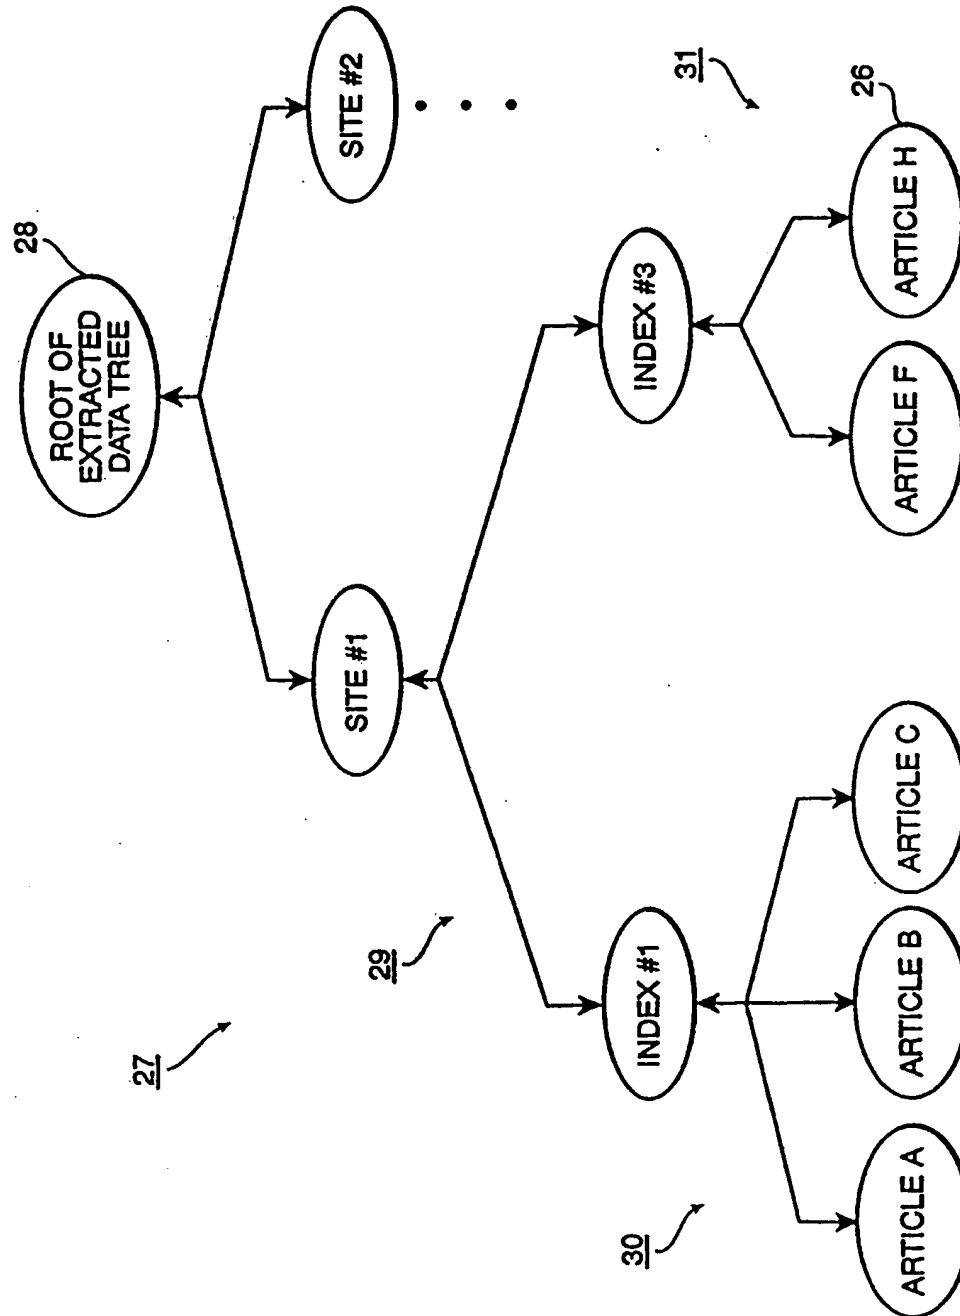 28
ROOT OF
EXTRACTED
DATA TREE
SITE #1
SITE #2
27
29
INDEX #1
INDEX #3
31
30
26
ARTICLE A
ARTICLE B
ARTICLE C
ARTICLE F
ARTICLE H